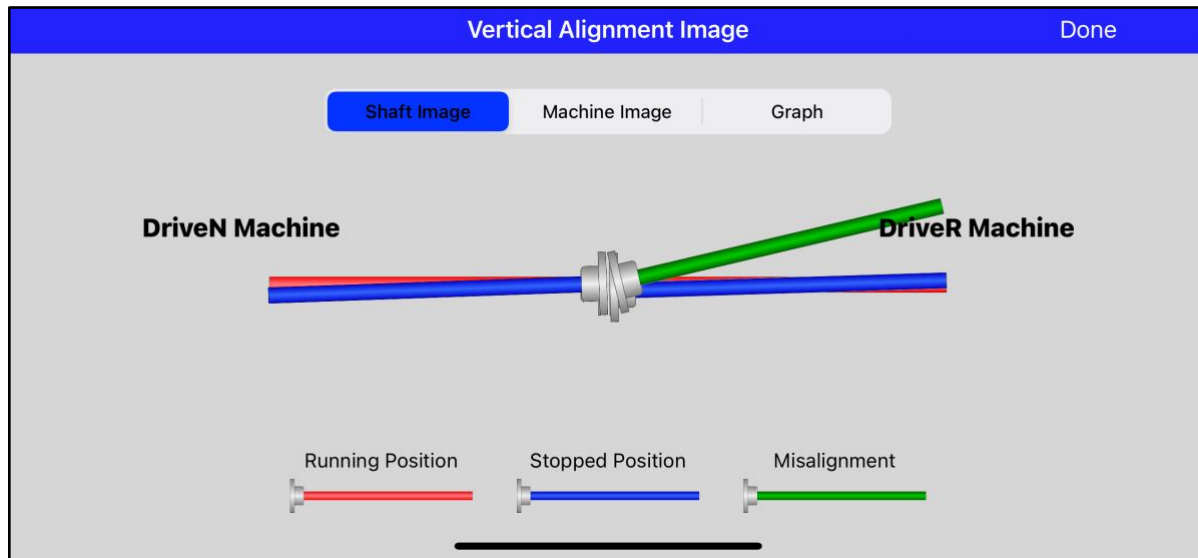 Vertical Alignment Image
Done
Shaft Image
Machine Image
Graph
DriveN Machine
DriveR Machine
Running Position
Stopped Position
Misalignment